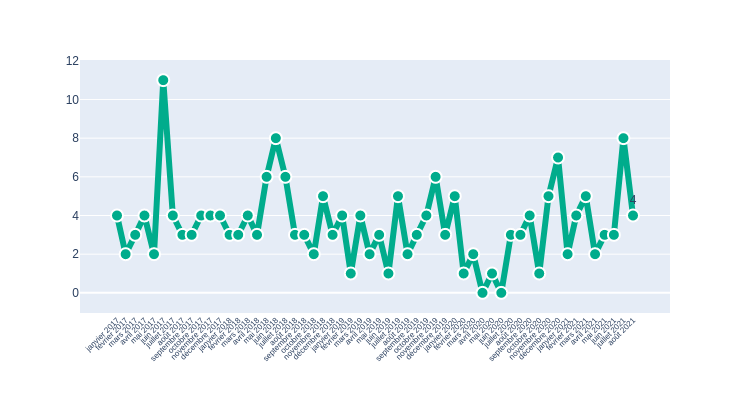 12
10
8
6
4
2
0
4
janvier 2017
février 2017
mars 2017
avril 2017
mai 2017
juin 2017
juillet 2017
août 2017
septembre 2017
octobre 2017
novembre 2017
décembre 2017
janvier 2018
février 2018
mars 2018
avril 2018
mai 2018
juin 2018
juillet 2018
août 2018
septembre 2018
octobre 2018
novembre 2018
décembre 2018
janvier 2019
février 2019
mars 2019
avril 2019
mai 2019
juin 2019
juillet 2019
août 2019
septembre 2019
octobre 2019
novembre 2019
décembre 2019
janvier 2020
février 2020
mars 2020
avril 2020
mai 2020
juin 2020
juillet 2020
août 2020
septembre 2020
octobre 2020
novembre 2020
décembre 2020
janvier 2021
février 2021
mars 2021
avril 2021
mai 2021
juin 2021
juillet 2021
août 2021